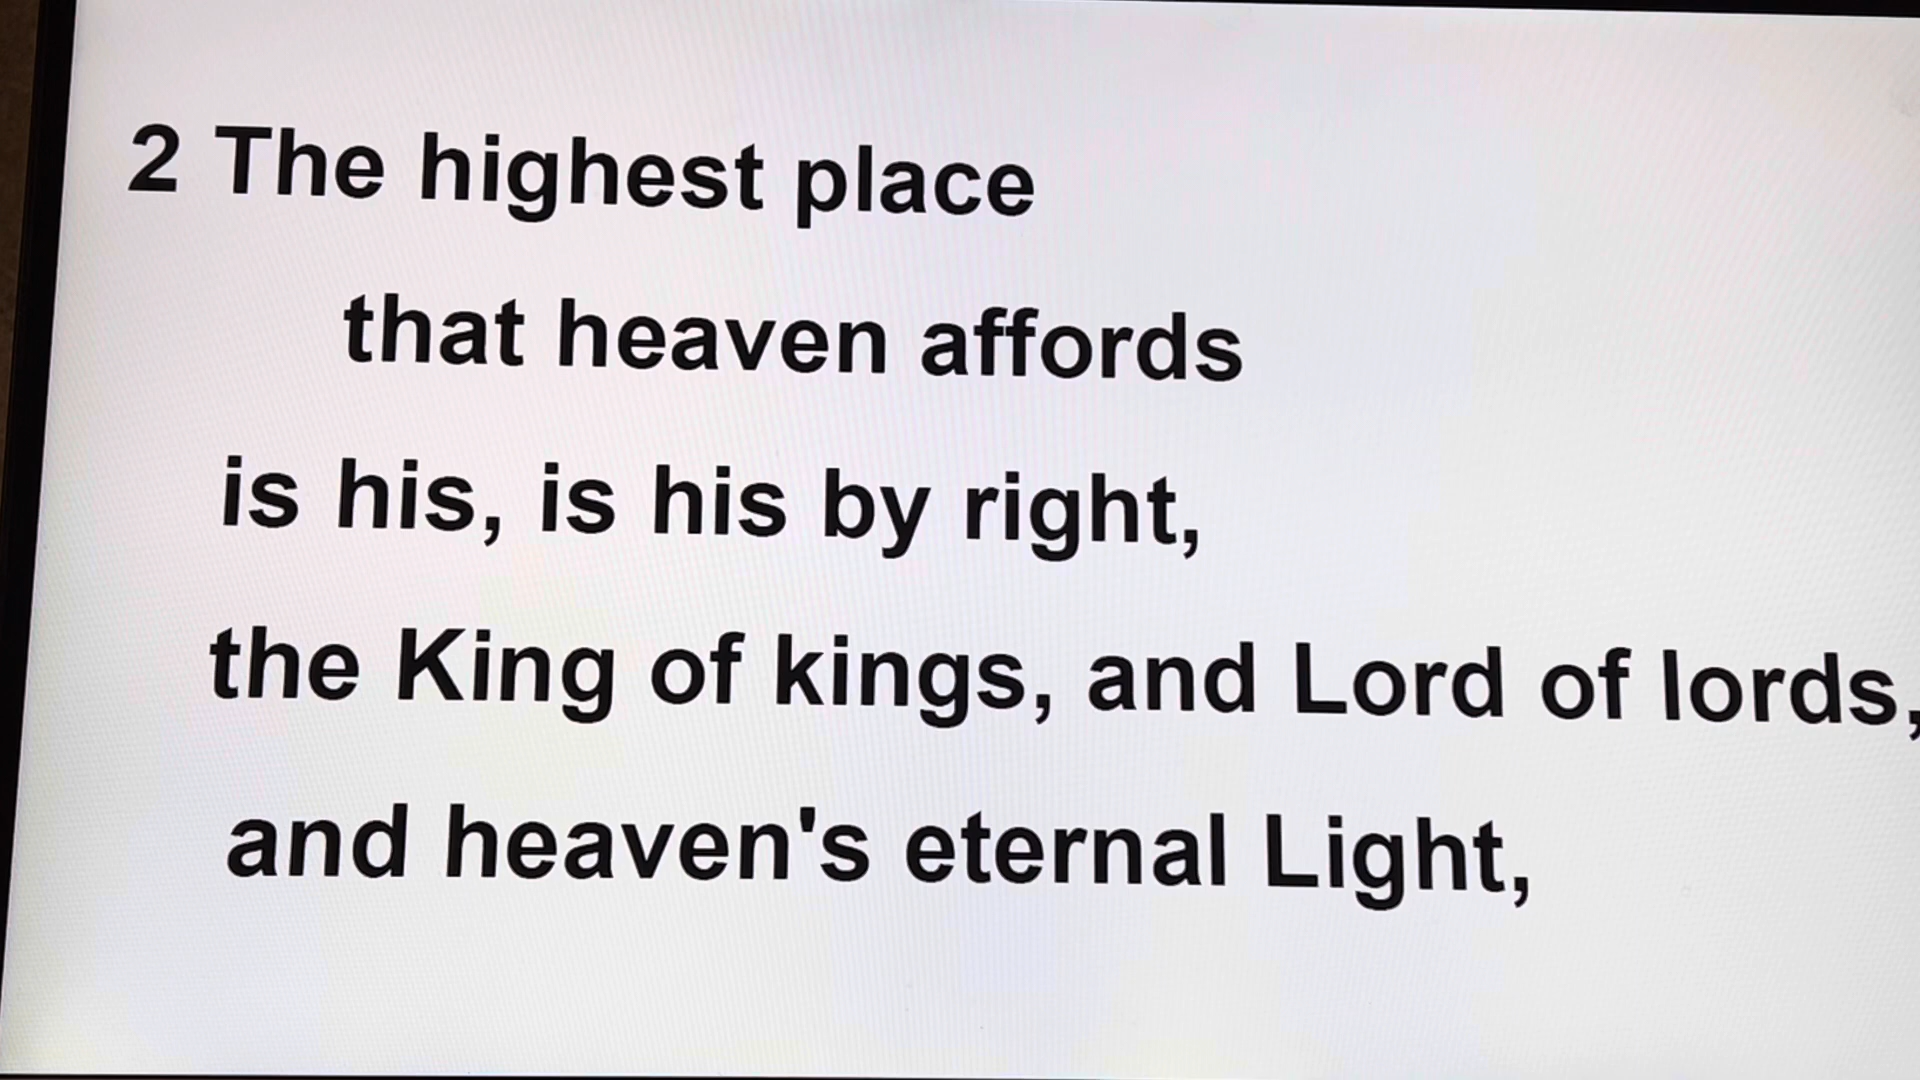 2 The highest place
that heaven affords
is his, is his by right,
the King of kings, and Lord of lords,
and heaven's eternal Light,